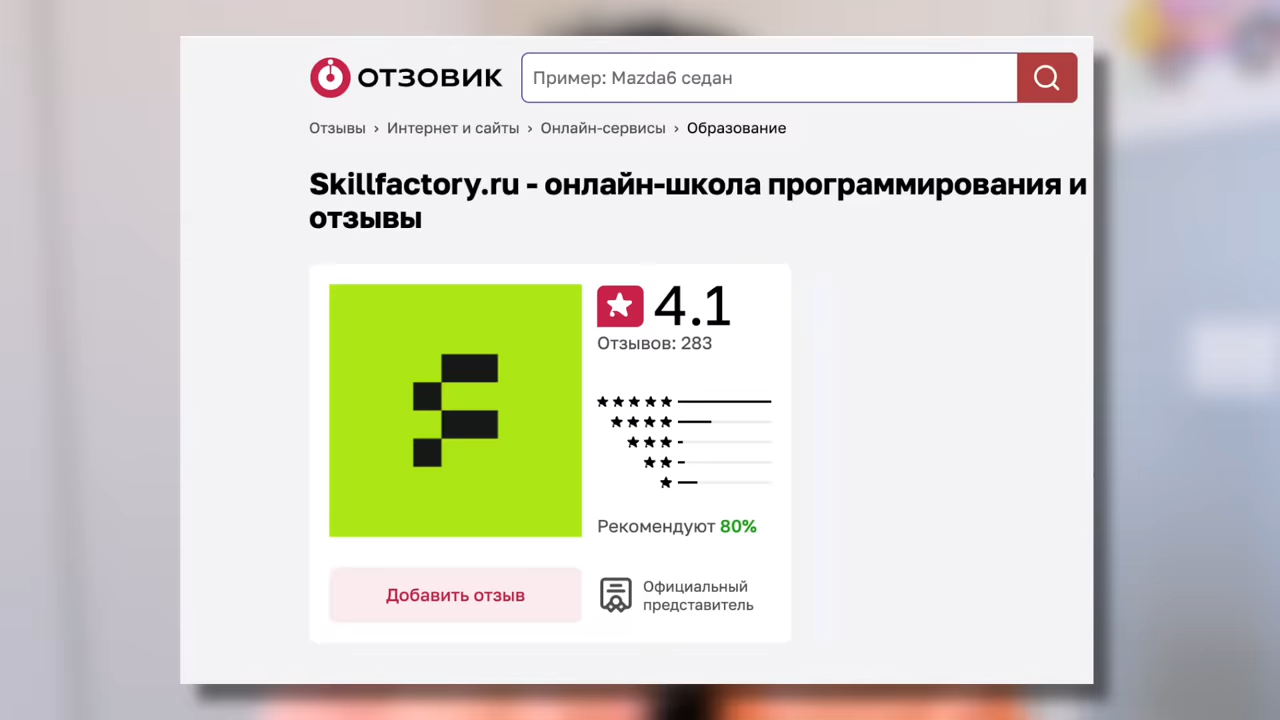 ОТЗОВИК
Пример: Mazda6 седан
Отзывы › Интернет и сайты › Онлайн-сервисы › Образование
Skillfactory.ru - онлайн-школа программирования и
отзывы
4.1
Отзывов: 283
Рекомендуют 80%
Добавить отзыв
Официальный
представитель